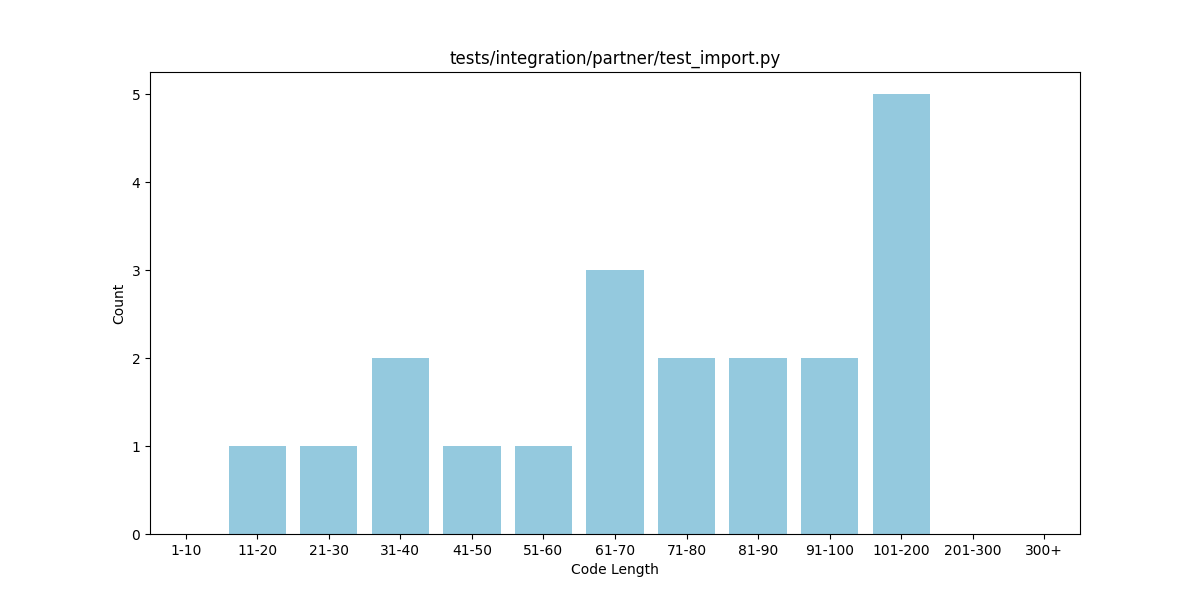 tests/integration/partner/test_import.py
5
4
3
2
1
0
Count
1-10 11-20 21-30 31-40 41-50 51-60 61-70 71-80 81-90 91-100 101-200 201-300 300+
Code Length